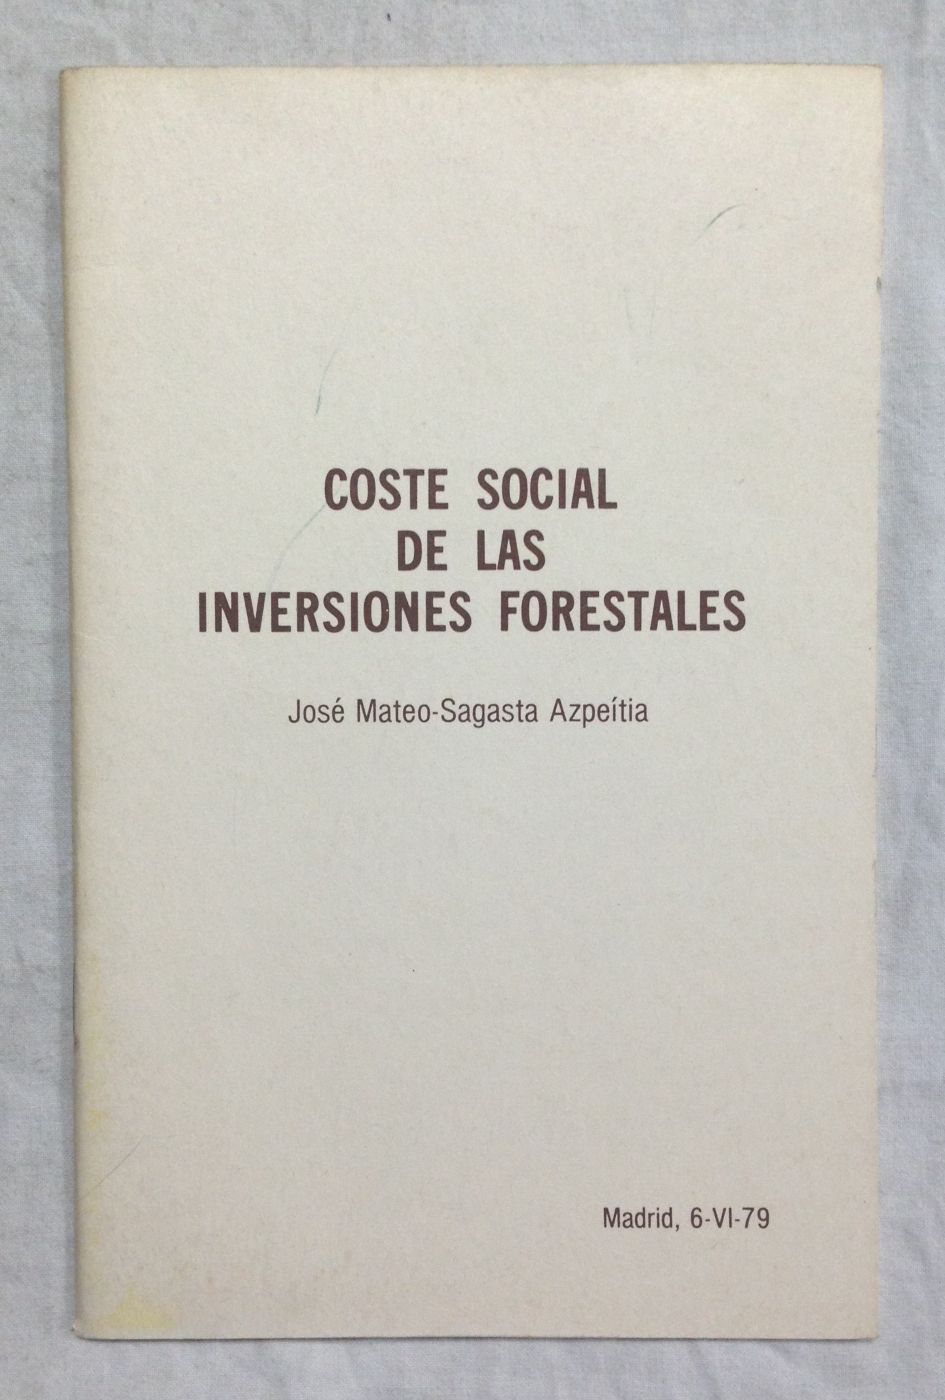 COSTE SOCIAL
DE LAS
INVERSIONES FORESTALES
José Mateo-Sagasta Azpeítia
Madrid, 6-VI-79